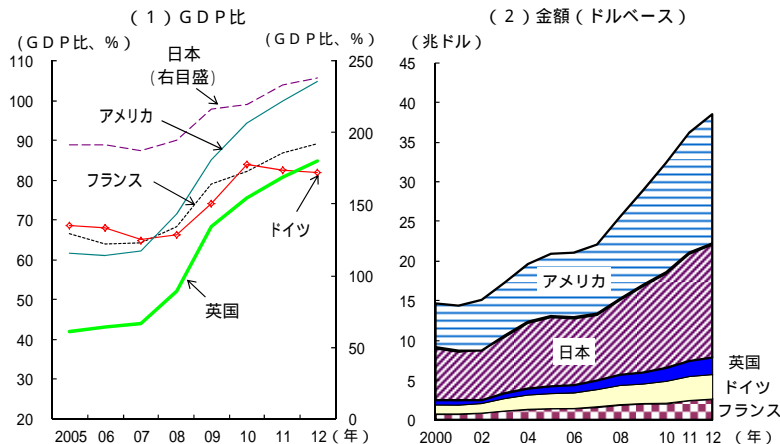 (1)GDP比
(GDP比、%)
(GDP比、%)
110
100
90
80
70
60
50
40
30
20
250
200
150
100
50
0
日本
(右目盛)
アメリカ
フランス
ドイツ
英国
2005 06 07 08 09 10 11 12 (年)
(2)金額(ドルベース)
(兆ドル)
45
40
35
30
25
20
15
10
5
0
アメリカ
日本
英国
ドイツ
フランス
2000 02 04 06 08 10 11 12 (年)